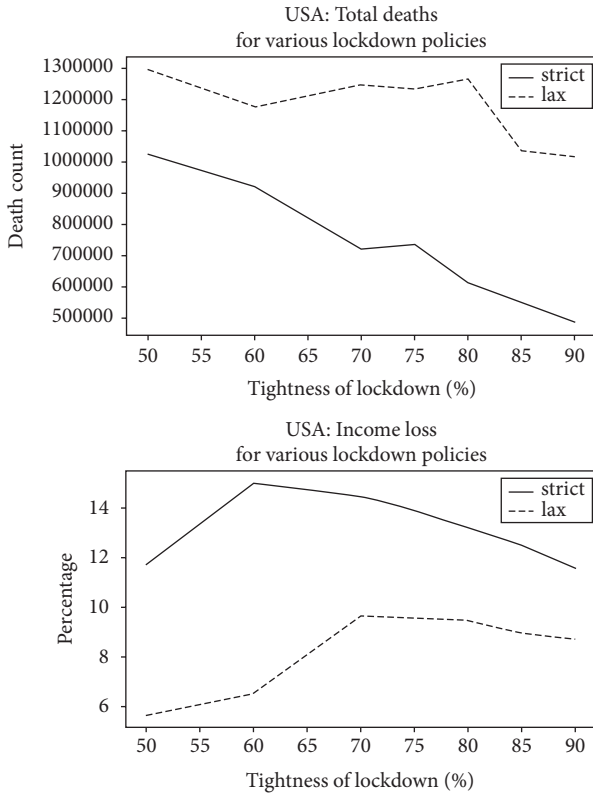 USA: Total deaths
for various lockdown policies
1300000
1200000
1100000
1000000
900000
800000
700000
600000
500000
Death count
strict
lax
50 55 60 65 70 75 80 85 90
Tightness of lockdown (%)
USA: Income loss
for various lockdown policies
14
12
10
8
6
Percentage
strict
lax
50 55 60 65 70 75 80 85 90
Tightness of lockdown (%)